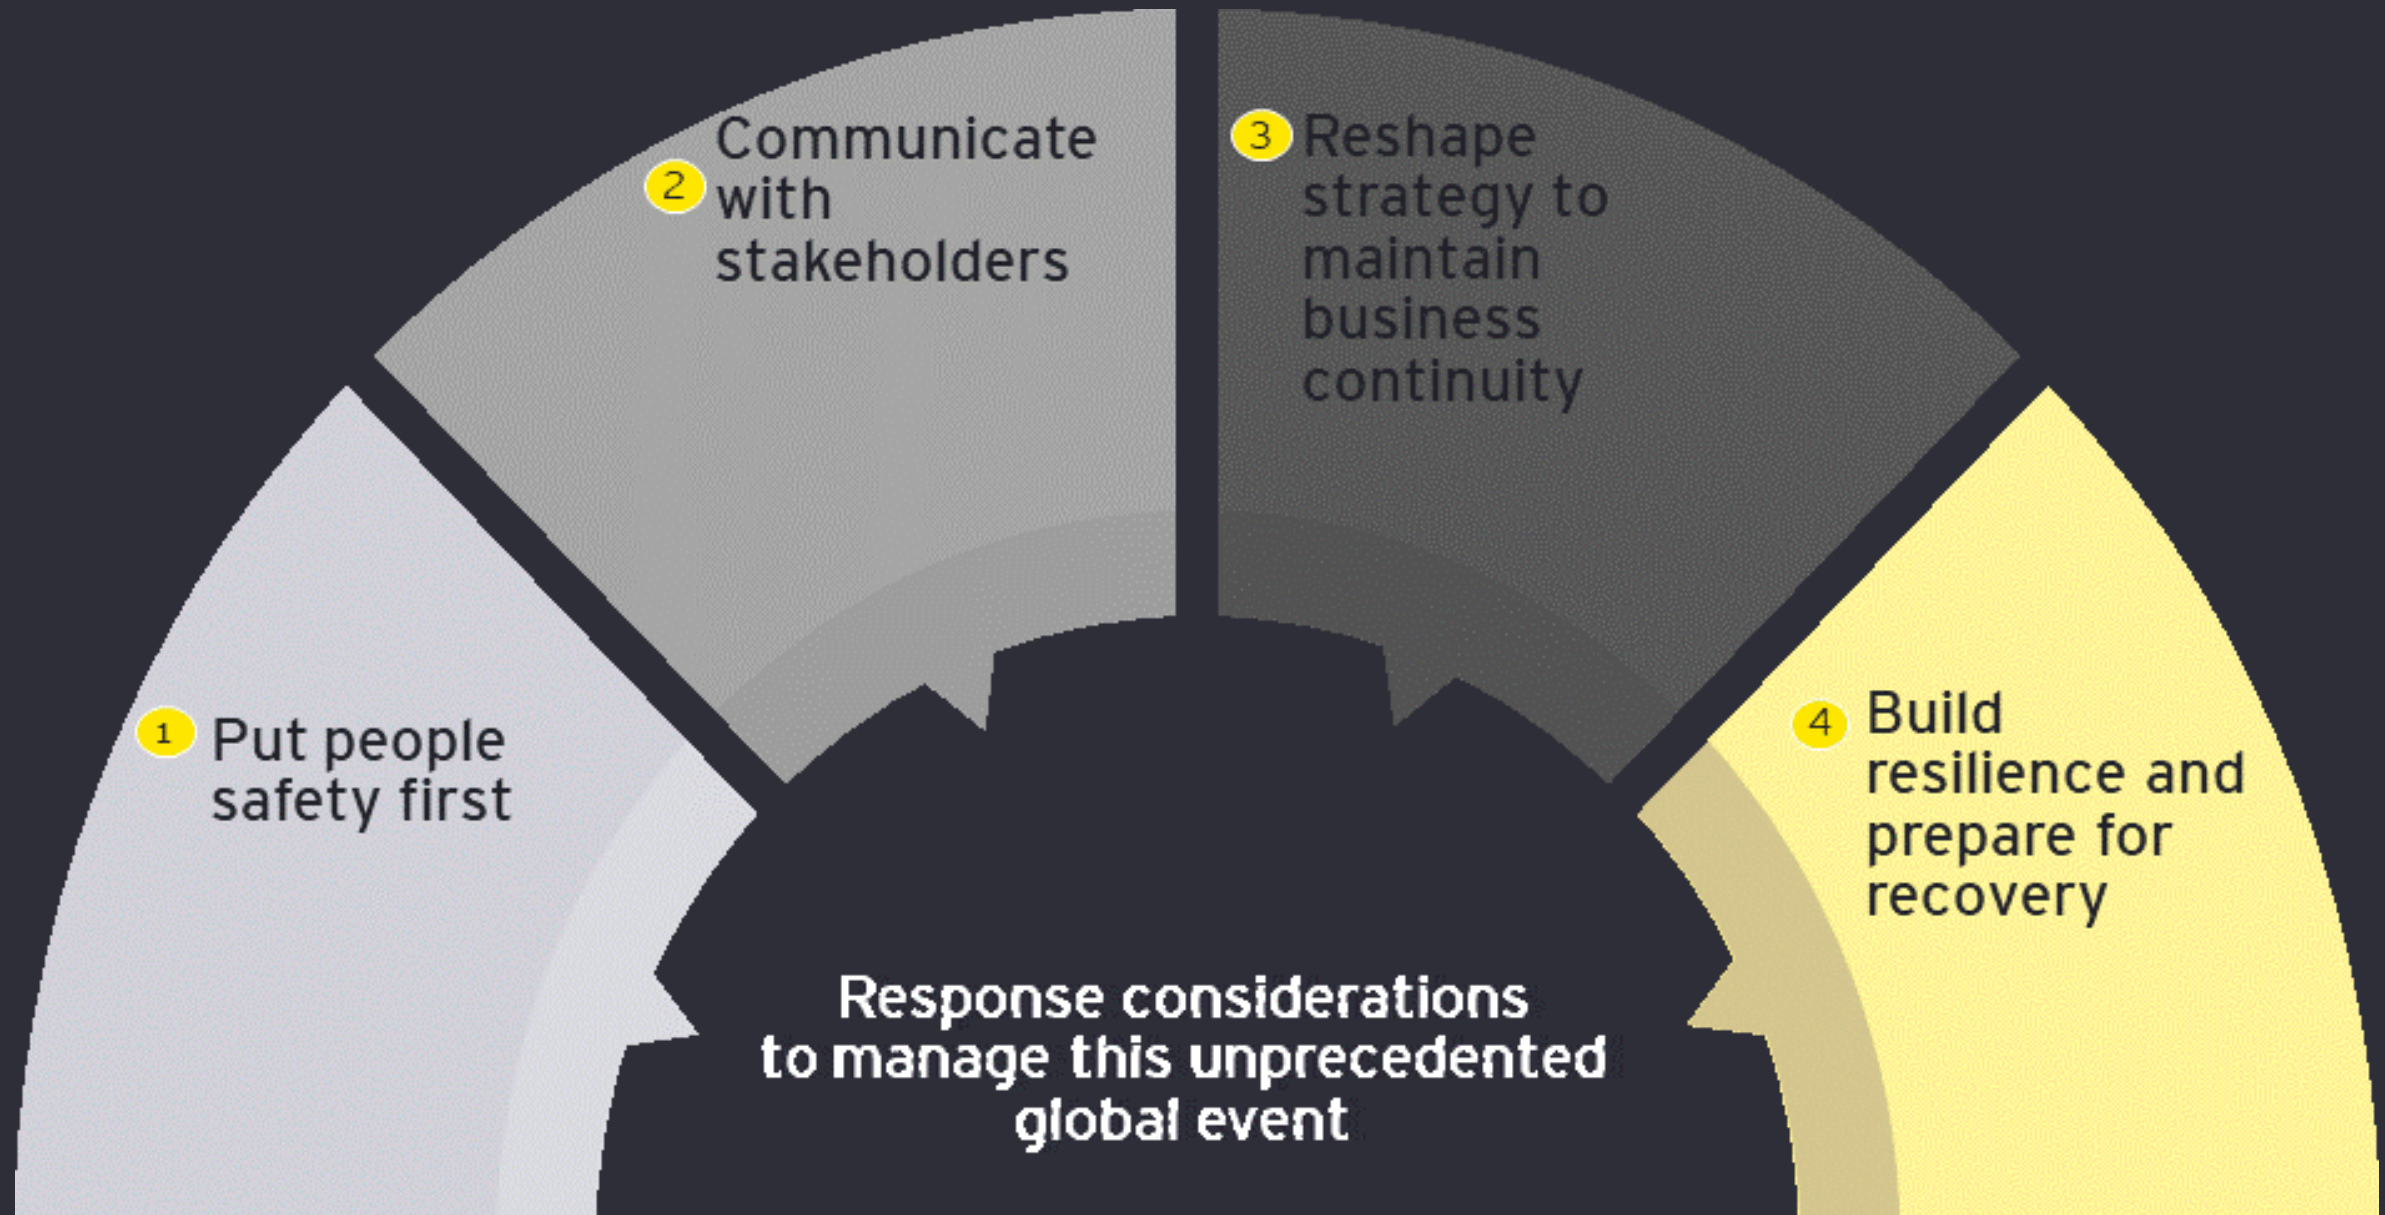 1
Put people
safety first
2
Communicate
with
stakeholders
3
Reshape
strategy to
maintain
business
continuity
4
Build
resilience and
prepare for
recovery
Response considerations
to manage this unprecedented
global event